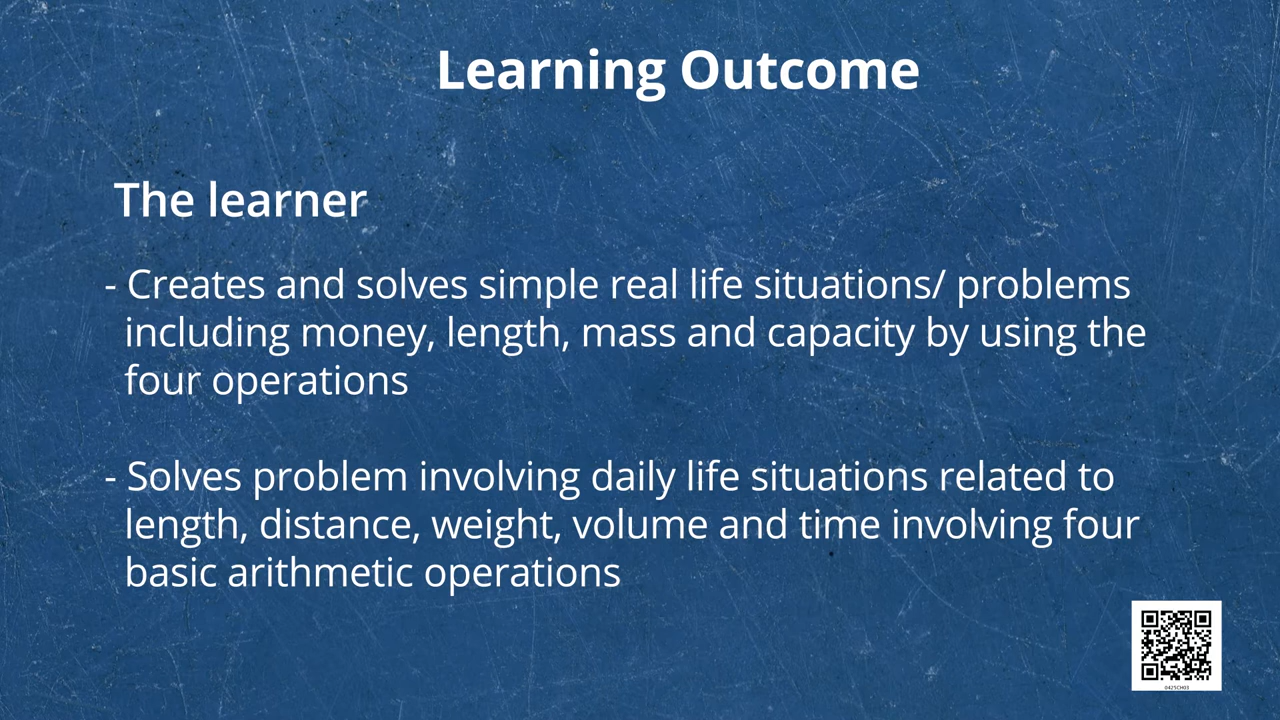 Learning Outcome
The learner
- Creates and solves simple real life situations/ problems
including money, length, mass and capacity by using the
four operations
- Solves problem involving daily life situations related to
length, distance, weight, volume and time involving four
basic arithmetic operations
0425CH03